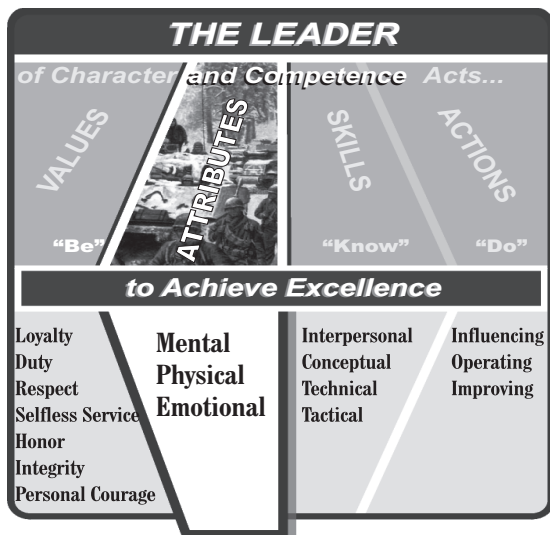 THE LEADER
of Character and Competence Acts...
VALUES
ATTRIBUTES
SKILLS
ACTIONS
“Be”
“Know”
“Do”
to Achieve Excellence
Loyalty
Duty
Respect
Selfless Service
Honor
Integrity
Personal Courage
Mental
Physical
Emotional
Interpersonal
Conceptual
Technical
Tactical
Influencing
Operating
Improving